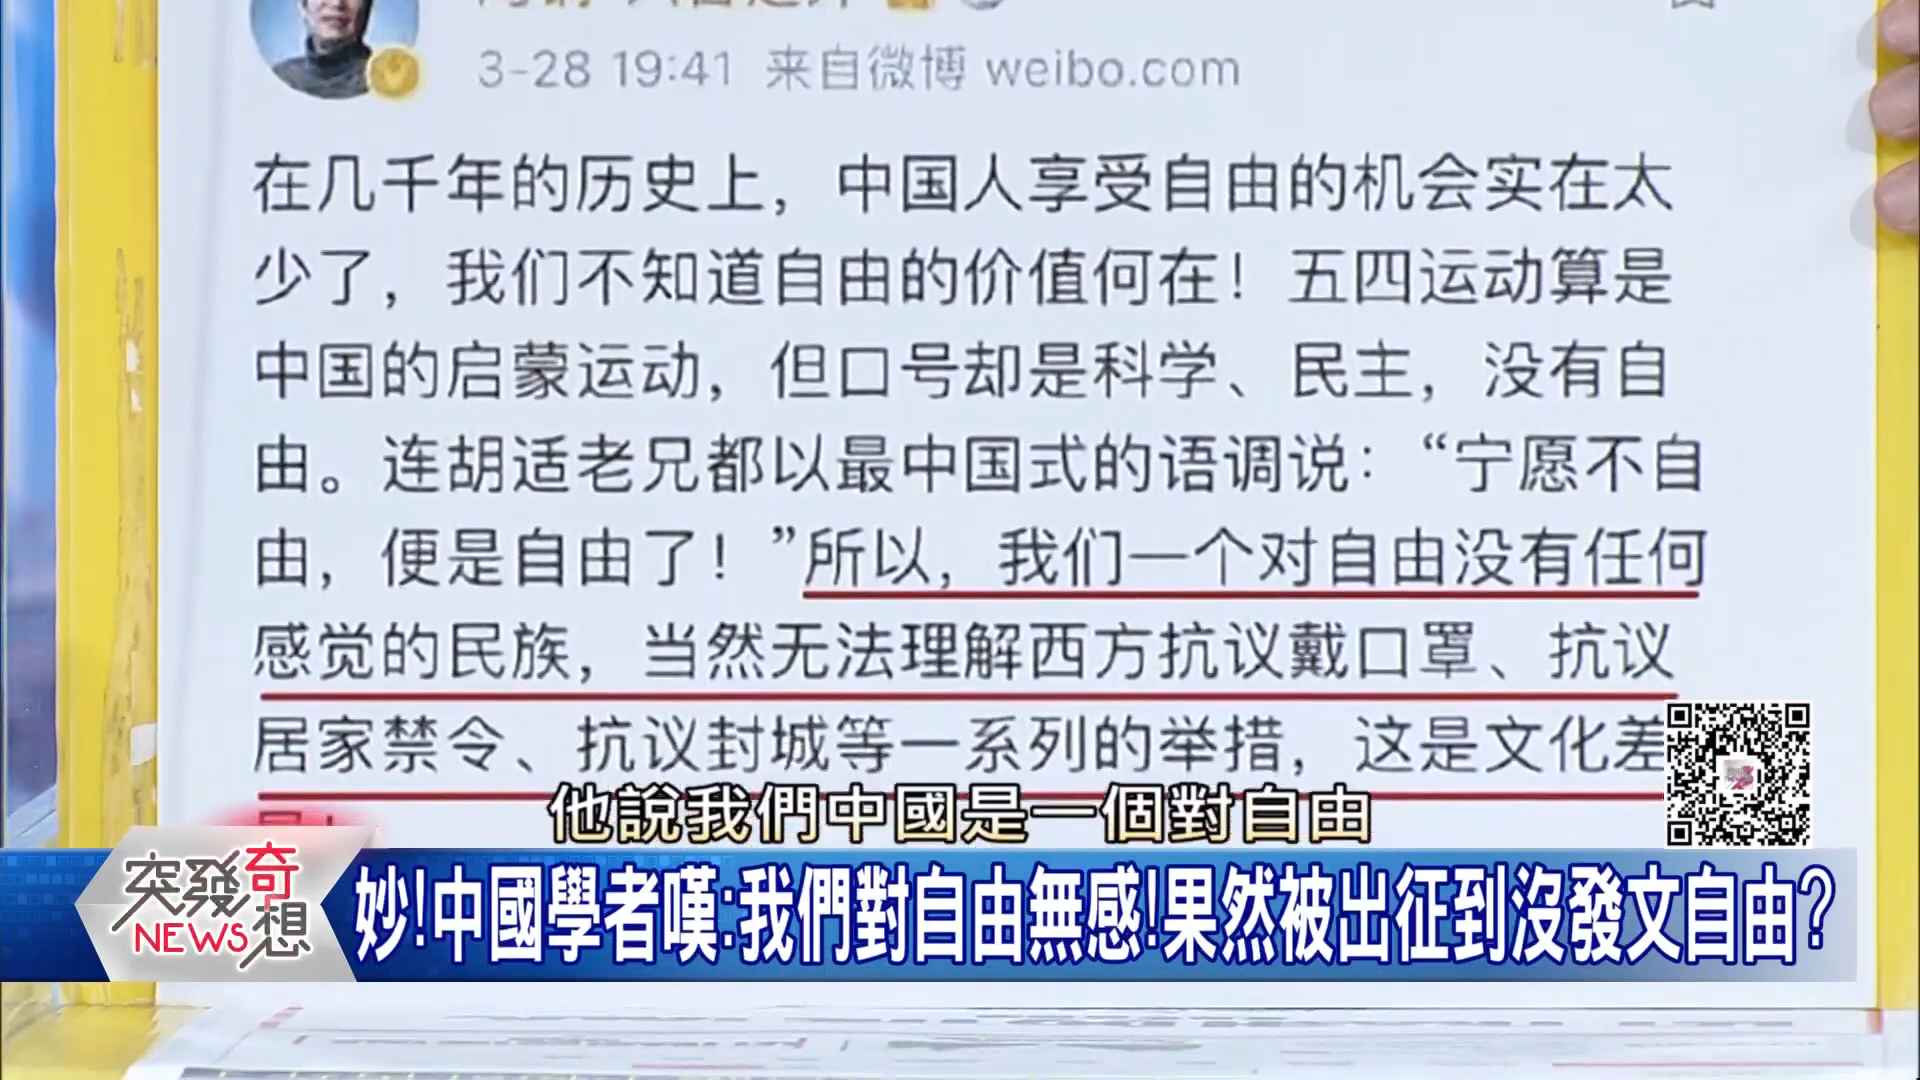 3-28 19:41 来自微博 weibo.com
在几千年的历史上，中国人享受自由的机会实在太
少了，我们不知道自由的价值何在！五四运动算是
中国的启蒙运动，但口号却是科学、民主，没有自
由。连胡适老兄都以最中国式的语调说：“宁愿不自
由，便是自由了！”所以，我们一个对自由没有任何
感觉的民族，当然无法理解西方抗议戴口罩、抗议
居家禁令、抗议封城等一系列的举措，这是文化差
他說我們中國是一個對自由
突發奇想
NEWS
妙!中國學者嘆:我們對自由無感!果然被出征到沒發文自由?